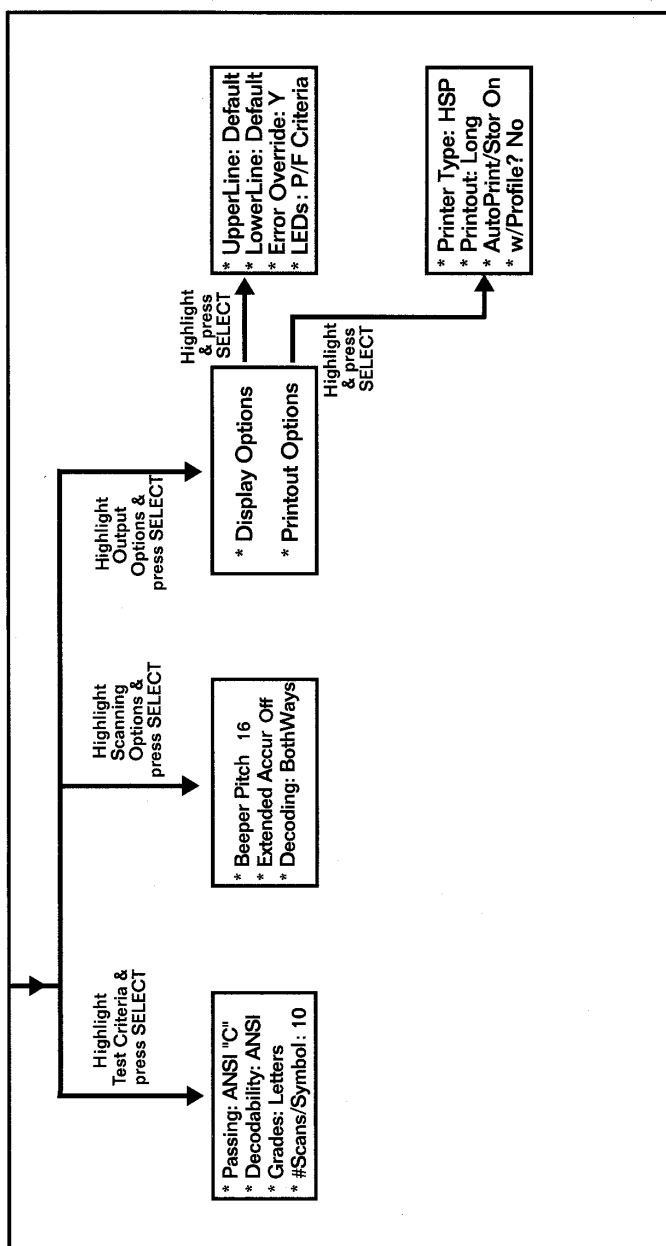 Highlight
Test Criteria &
press SELECT
* Passing: ANSI "C"
* Decodability: ANSI
* Grades: Letters
* #Scans/Symbol: 10
Highlight
Scanning
Options &
press SELECT
* Beeper Pitch 16
* Extended Accur Off
* Decoding: BothWays
Highlight
Output
Options &
press SELECT
* Display Options
* Printout Options
Highlight
& press
SELECT
* UpperLine: Default
* LowerLine: Default
* Error Override: Y
* LEDs: P/F Criteria
Highlight
& press
SELECT
* Printer Type: HSP
* Printout: Long
* AutoPrint/Stor On
* w/Profile? No